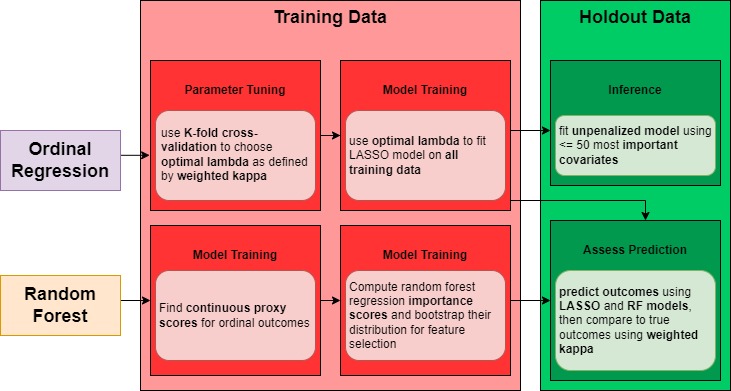 Training Data
Holdout Data
Ordinal
Regression
Parameter Tuning
use K-fold cross-
validation to choose
optimal lambda as defined
by weighted kappa
Model Training
use optimal lambda to fit
LASSO model on all
training data
Inference
fit unpenalized model using
<= 50 most important
covariates
Random
Forest
Model Training
Find continuous proxy
scores for ordinal outcomes
Model Training
Compute random forest
regression importance
scores and bootstrap their
distribution for feature
selection
Assess Prediction
predict outcomes using
LASSO and RF models,
then compare to true
outcomes using weighted
kappa